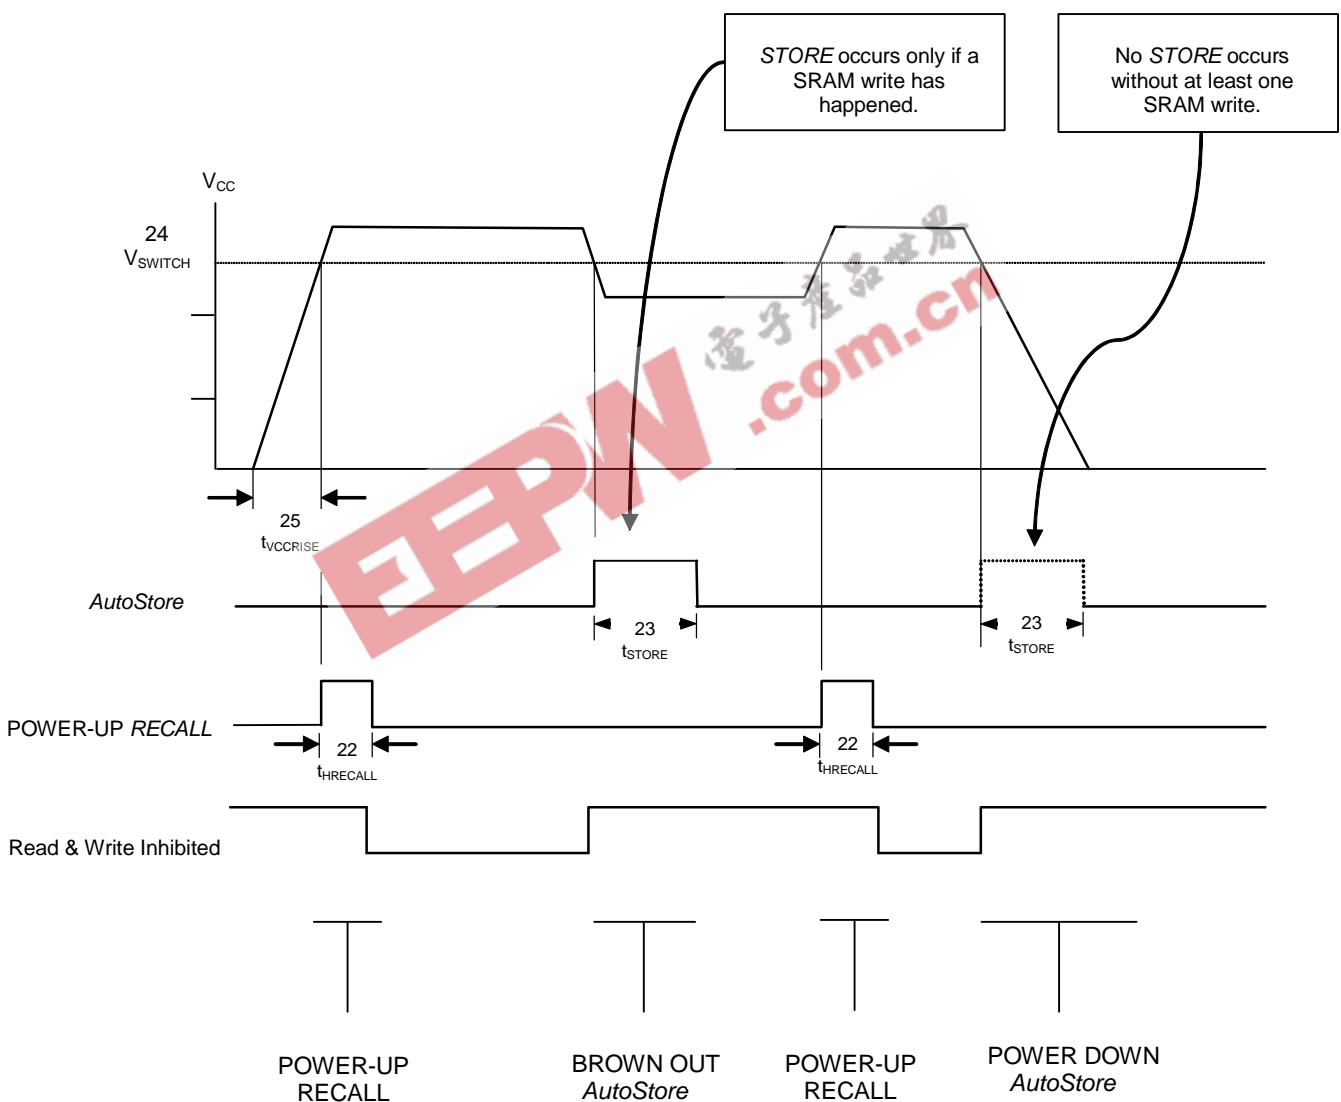 STORE occurs only if a
SRAM write has
happened.
No STORE occurs
without at least one
SRAM write.
VCC
24
VSWITCH
電子產品世界
EEPW
.com.cn
25
tVCCRISE
AutoStore
23
tSTORE
23
tSTORE
POWER-UP RECALL
22
tHRECALL
22
tHRECALL
Read & Write Inhibited
POWER-UP
RECALL
BROWN OUT
AutoStore
POWER-UP
RECALL
POWER DOWN
AutoStore